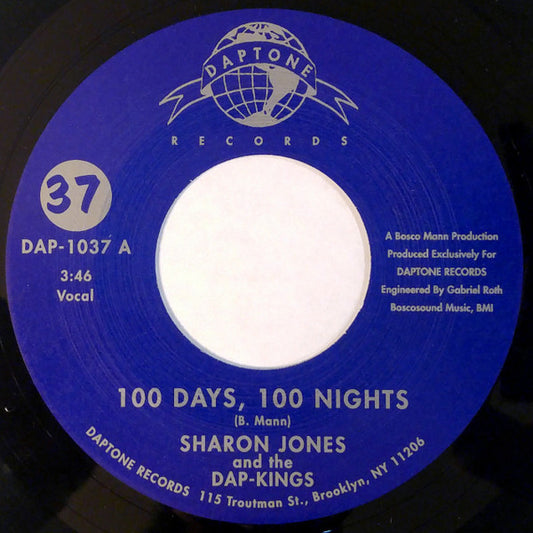 DAPTONE
RECORDS
37
DAP-1037 A
3:46
Vocal
A Bosco Mann Production
Produced Exclusively For
DAPTONE RECORDS
Engineered By Gabriel Roth
Boscosound Music, BMI
100 DAYS, 100 NIGHTS
(B. Mann)
SHARON JONES
and the
DAP-KINGS
DAPTONE RECORDS 115 Troutman St., Brooklyn, NY 11206